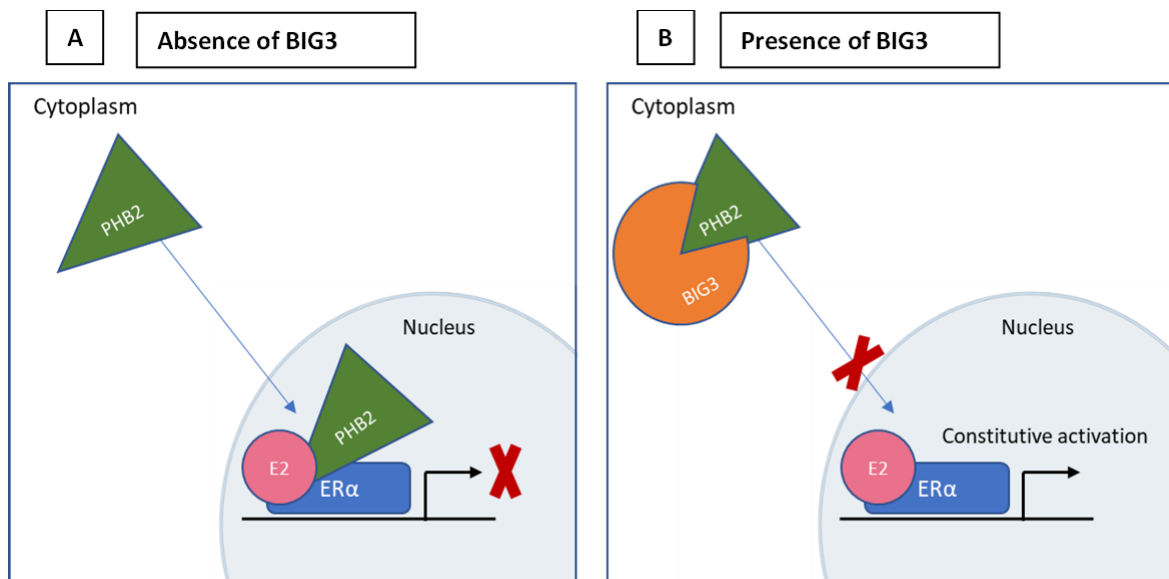 A
Absence of BIG3
Cytoplasm
PHB2
Nucleus
PHB2
E2
ERα
B
Presence of BIG3
Cytoplasm
PHB2
BIG3
Nucleus
Constitutive activation
E2
ERα